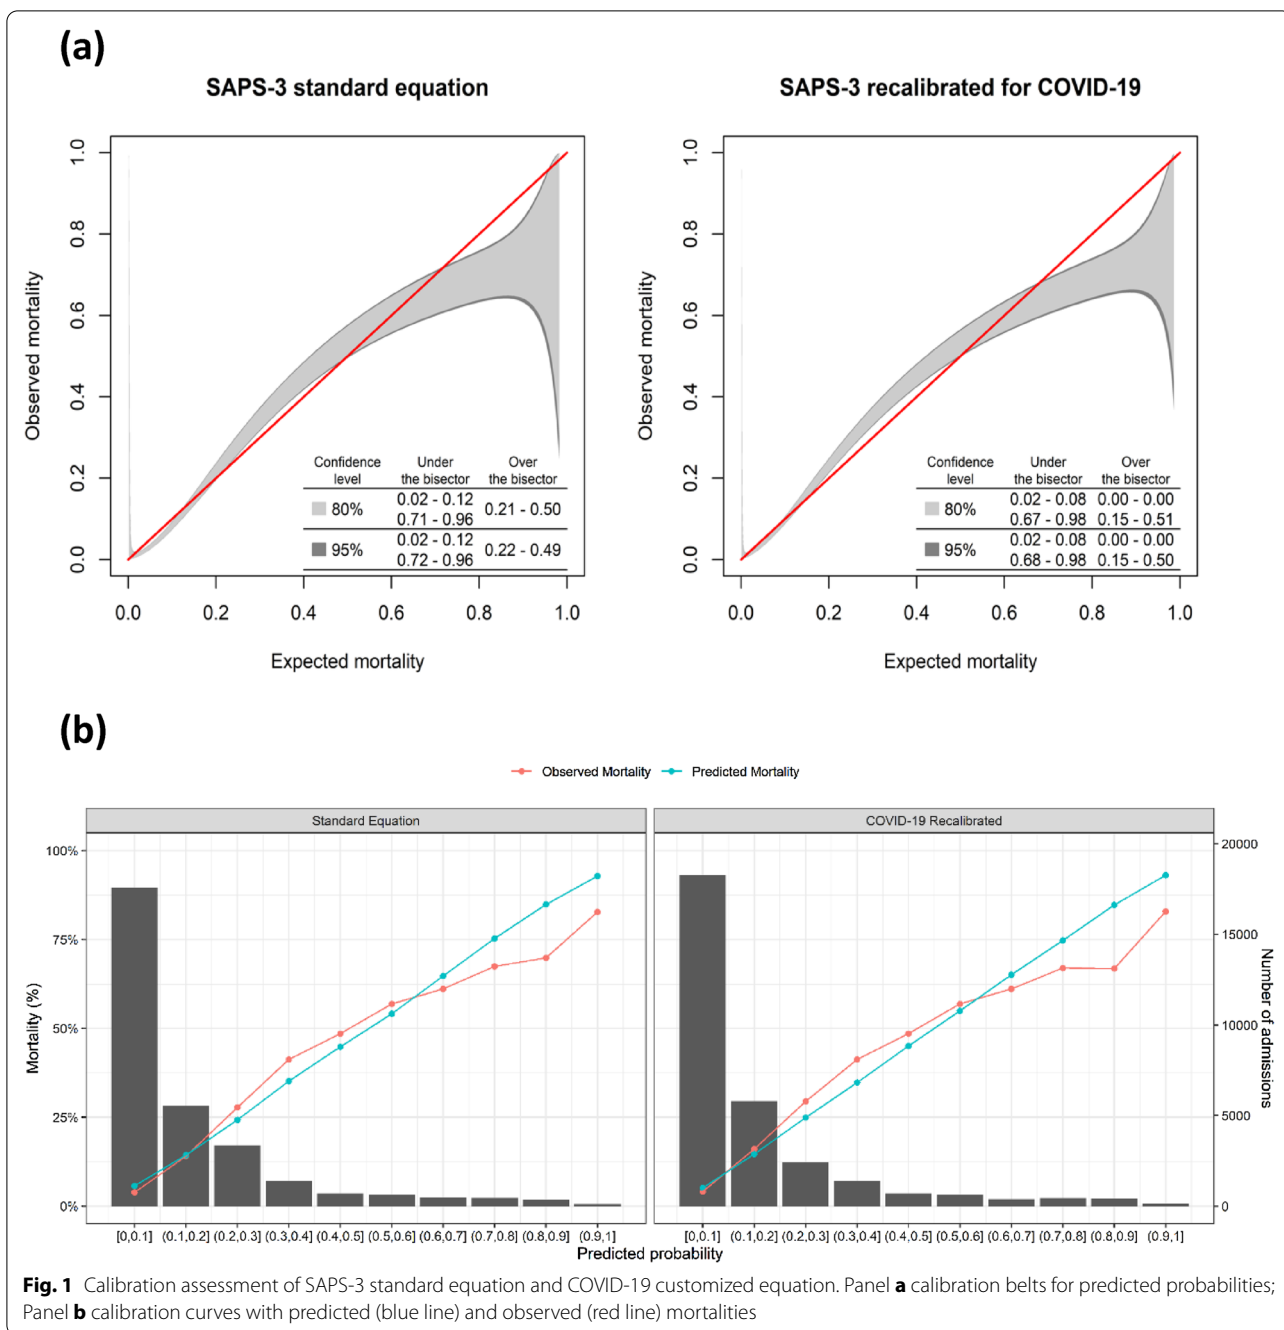 (a)
SAPS-3 standard equation
SAPS-3 recalibrated for COVID-19
Observed mortality
1.0
0.8
0.6
0.4
0.2
0.0
Confidence level Under the bisector Over the bisector
80% 0.02 - 0.12 0.71 - 0.96 0.21 - 0.50
95% 0.02 - 0.12 0.72 - 0.96 0.22 - 0.49
0.0 0.2 0.4 0.6 0.8 1.0
Expected mortality
Observed mortality
1.0
0.8
0.6
0.4
0.2
0.0
Confidence level Under the bisector Over the bisector
80% 0.02 - 0.08 0.67 - 0.98 0.00 - 0.00 0.15 - 0.51
95% 0.02 - 0.08 0.68 - 0.98 0.00 - 0.00 0.15 - 0.50
0.0 0.2 0.4 0.6 0.8 1.0
Expected mortality
(b)
Observed Mortality Predicted Mortality
Standard Equation
COVID-19 Recalibrated
Mortality (%)
100%
75%
50%
25%
0%
20000
15000
10000
5000
0
Number of admissions
[0,0.1] (0.1,0.2] (0.2,0.3] (0.3,0.4] (0.4,0.5] (0.5,0.6] (0.6,0.7] (0.7,0.8] (0.8,0.9] (0.9,1]
[0,0.1] (0.1,0.2] (0.2,0.3] (0.3,0.4] (0.4,0.5] (0.5,0.6] (0.6,0.7] (0.7,0.8] (0.8,0.9] (0.9,1]
Predicted probability
Fig. 1 Calibration assessment of SAPS-3 standard equation and COVID-19 customized equation. Panel a calibration belts for predicted probabilities;
Panel b calibration curves with predicted (blue line) and observed (red line) mortalities